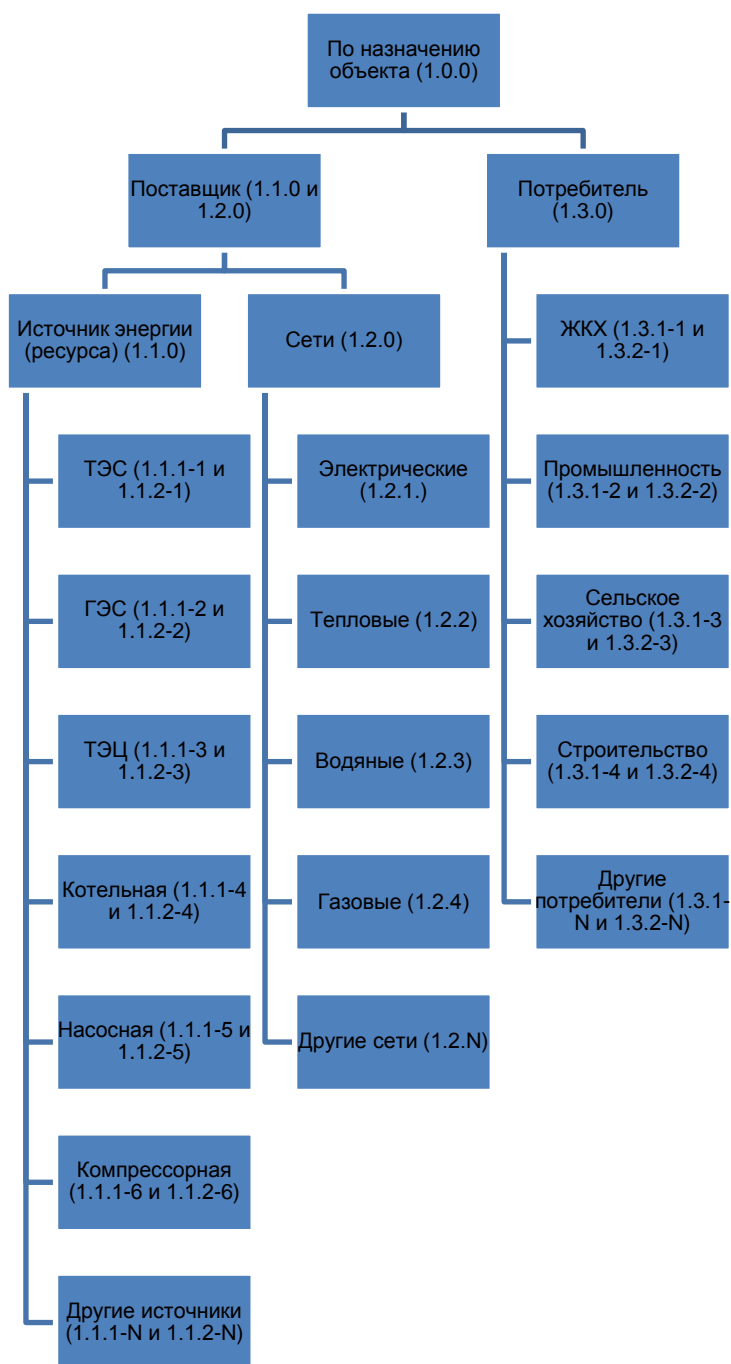 По назначению
объекта (1.0.0)
Поставщик (1.1.0 и
1.2.0)
Потребитель
(1.3.0)
Источник энергии
(ресурса) (1.1.0)
Сети (1.2.0)
ЖКХ (1.3.1-1 и
1.3.2-1)
ТЭС (1.1.1-1 и
1.1.2-1)
Электрические
(1.2.1.)
Промышленность
(1.3.1-2 и 1.3.2-2)
ГЭС (1.1.1-2 и
1.1.2-2)
Тепловые (1.2.2)
Сельское
хозяйство (1.3.1-3
и 1.3.2-3)
ТЭЦ (1.1.1-3 и
1.1.2-3)
Водяные (1.2.3)
Строительство
(1.3.1-4 и 1.3.2-4)
Котельная (1.1.1-4
и 1.1.2-4)
Газовые (1.2.4)
Другие
потребители (1.3.1-
N и 1.3.2-N)
Насосная (1.1.1-5 и
1.1.2-5)
Другие сети (1.2.N)
Компрессорная
(1.1.1-6 и 1.1.2-6)
Другие источники
(1.1.1-N и 1.1.2-N)